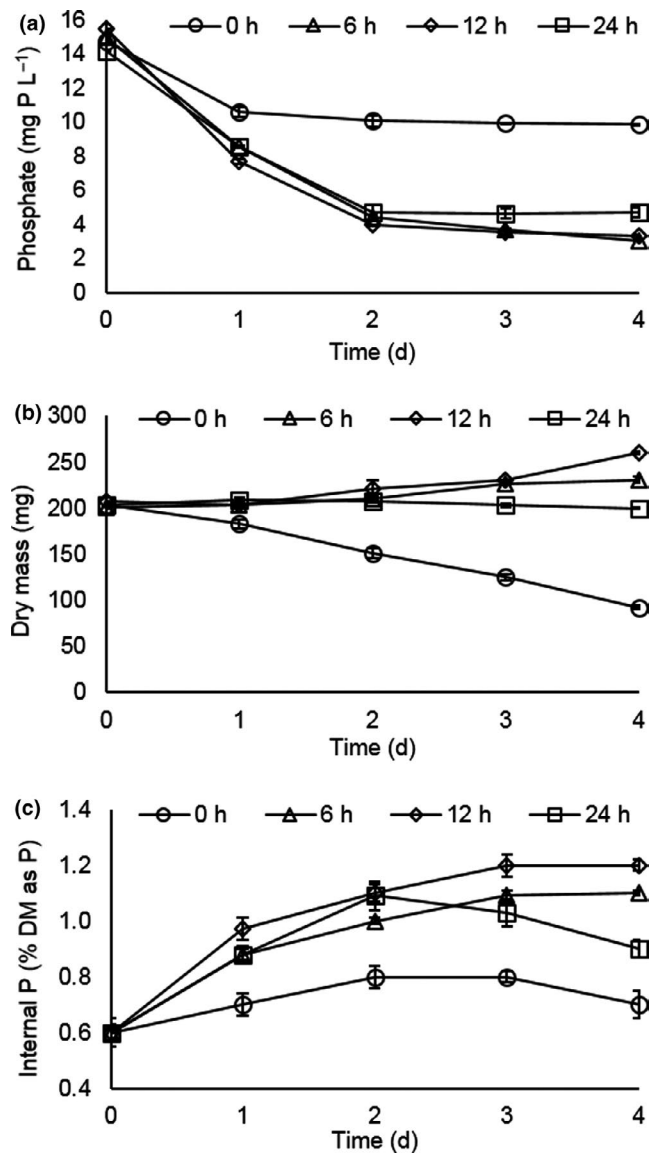 (a)
0 h 6 h 12 h 24 h
16
14
12
10
8
6
4
2
0
Phosphate (mg P L⁻¹)
0 1 2 3 4
Time (d)
(b)
0 h 6 h 12 h 24 h
300
250
200
150
100
50
0
Dry mass (mg)
0 1 2 3 4
Time (d)
(c)
0 h 6 h 12 h 24 h
1.4
1.2
1.0
0.8
0.6
0.4
Internal P (% DM as P)
0 1 2 3 4
Time (d)